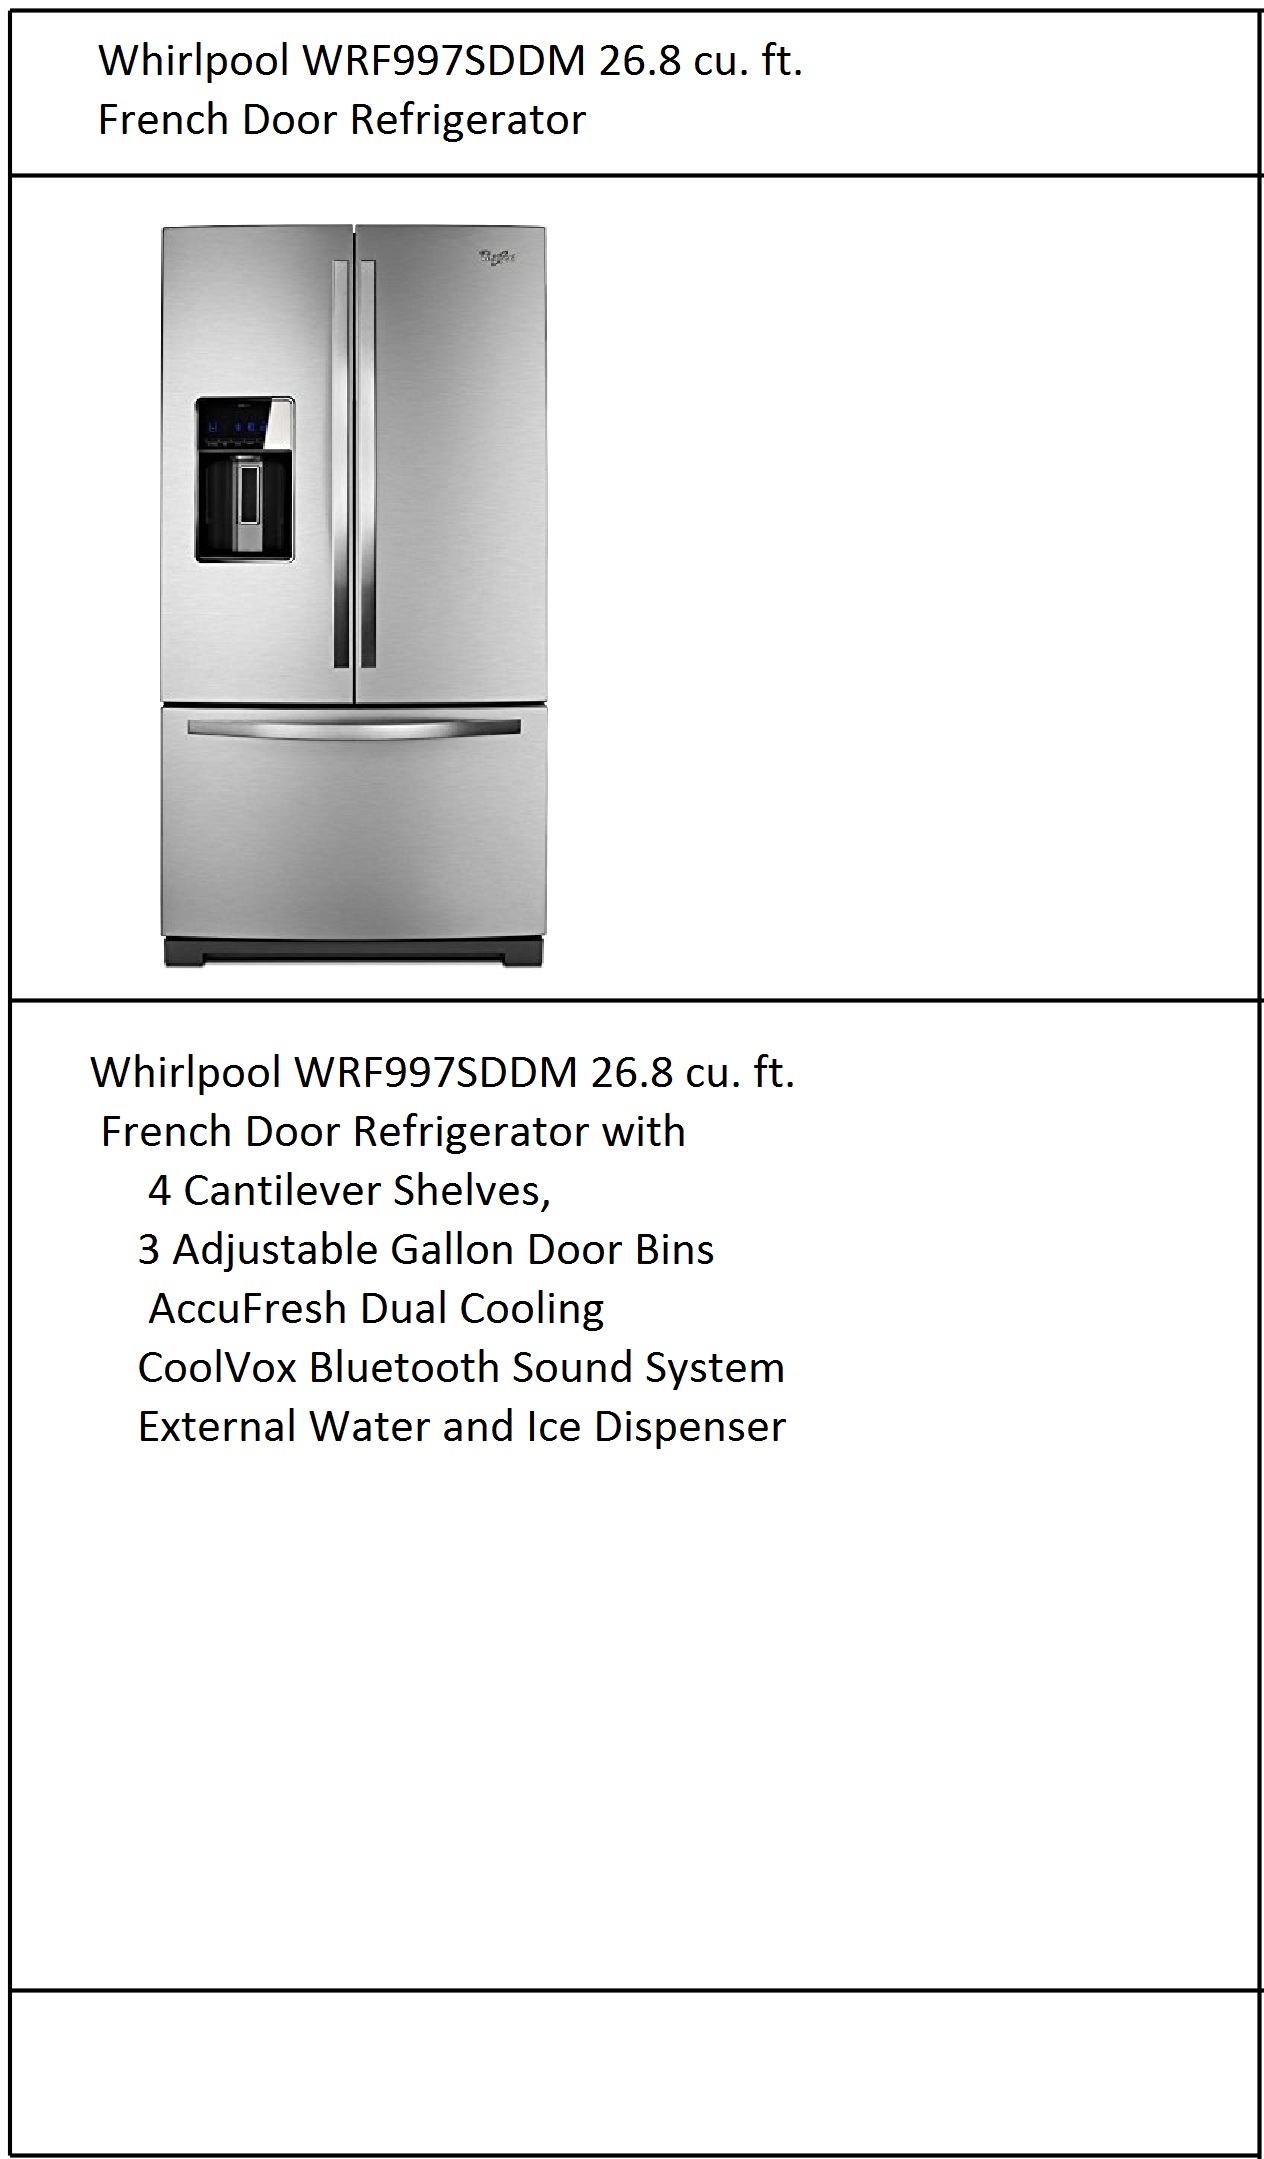 Whirlpool WRF997SDDM 26.8 cu. ft.
French Door Refrigerator
Whirlpool WRF997SDDM 26.8 cu. ft.
French Door Refrigerator with
4 Cantilever Shelves,
3 Adjustable Gallon Door Bins
AccuFresh Dual Cooling
CoolVox Bluetooth Sound System
External Water and Ice Dispenser